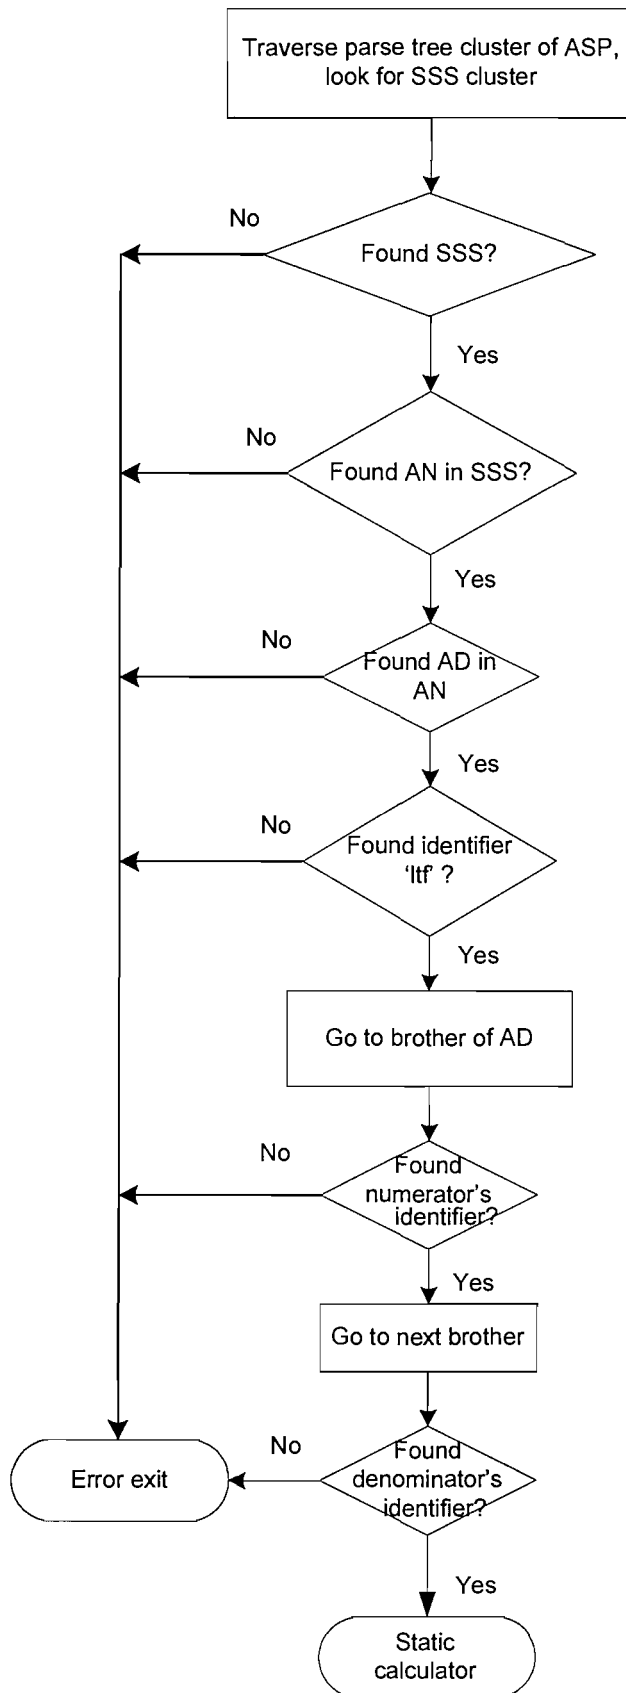 Traverse parse tree cluster of ASP,
look for SSS cluster
No
Found SSS?
Yes
No
Found AN in SSS?
Yes
No
Found AD in
AN
Yes
No
Found identifier
'ltf' ?
Yes
Go to brother of AD
No
Found
numerator's
identifier?
Yes
Go to next brother
No
Found
denominator's
identifier?
Error exit
Yes
Static
calculator